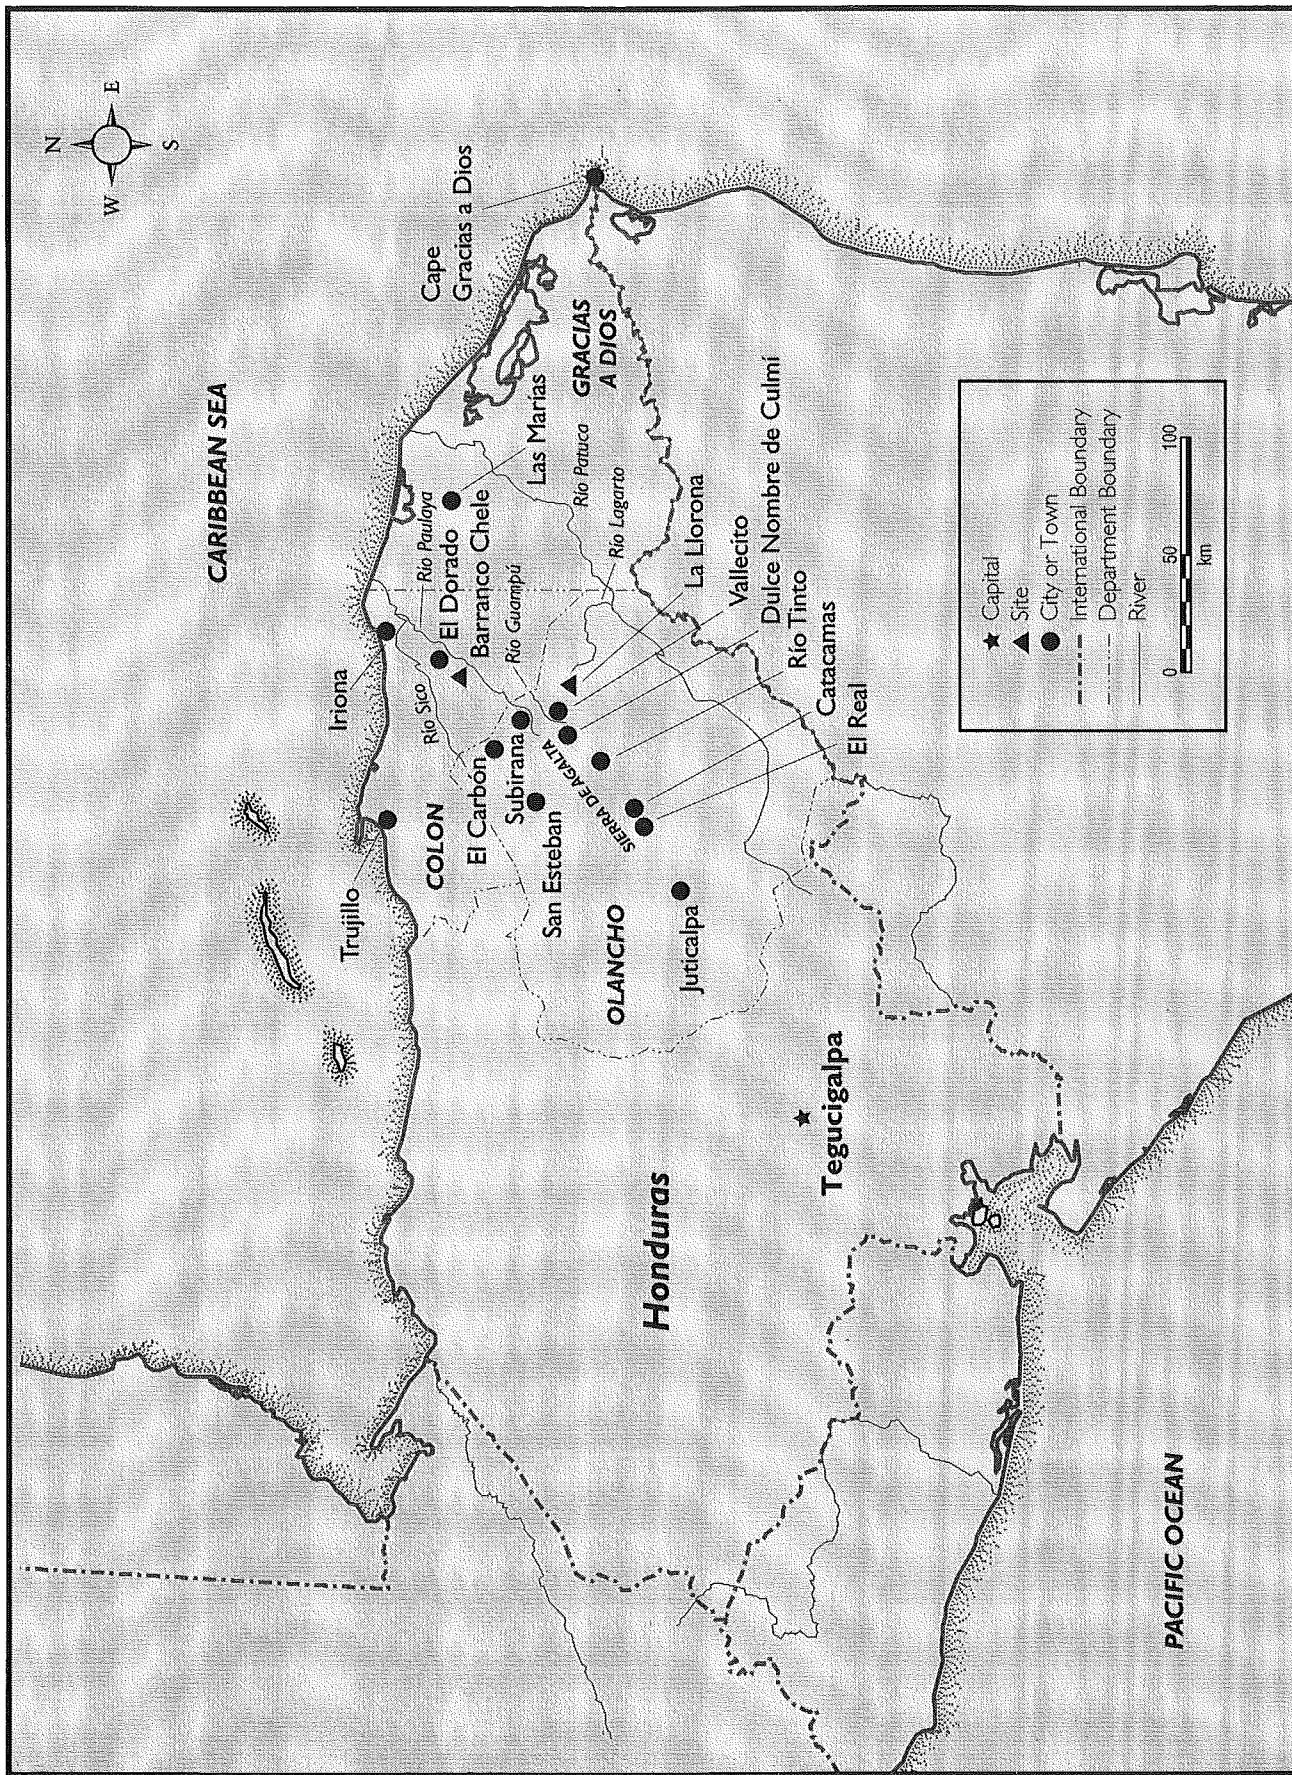 N
W
E
S
CARIBBEAN SEA
Cape
Gracias a Dios
Iriona
Trujillo
Río Paulaya
El Dorado
Barranco Chele
Río Sico
Las Marías
COLON
El Carbón
Subirana
San Esteban
Río Guampú
GRACIAS
A DIOS
Río Patuca
Río Lagarto
SIERRA DE AGALTA
OLANCHO
La Llorona
Vallecito
Dulce Nombre de Culmí
Río Tinto
Catacamas
El Real
Juticalpa
Honduras
Tegucigalpa
Capital
Site
City or Town
International Boundary
Department Boundary
River
0
50
100
km
PACIFIC OCEAN